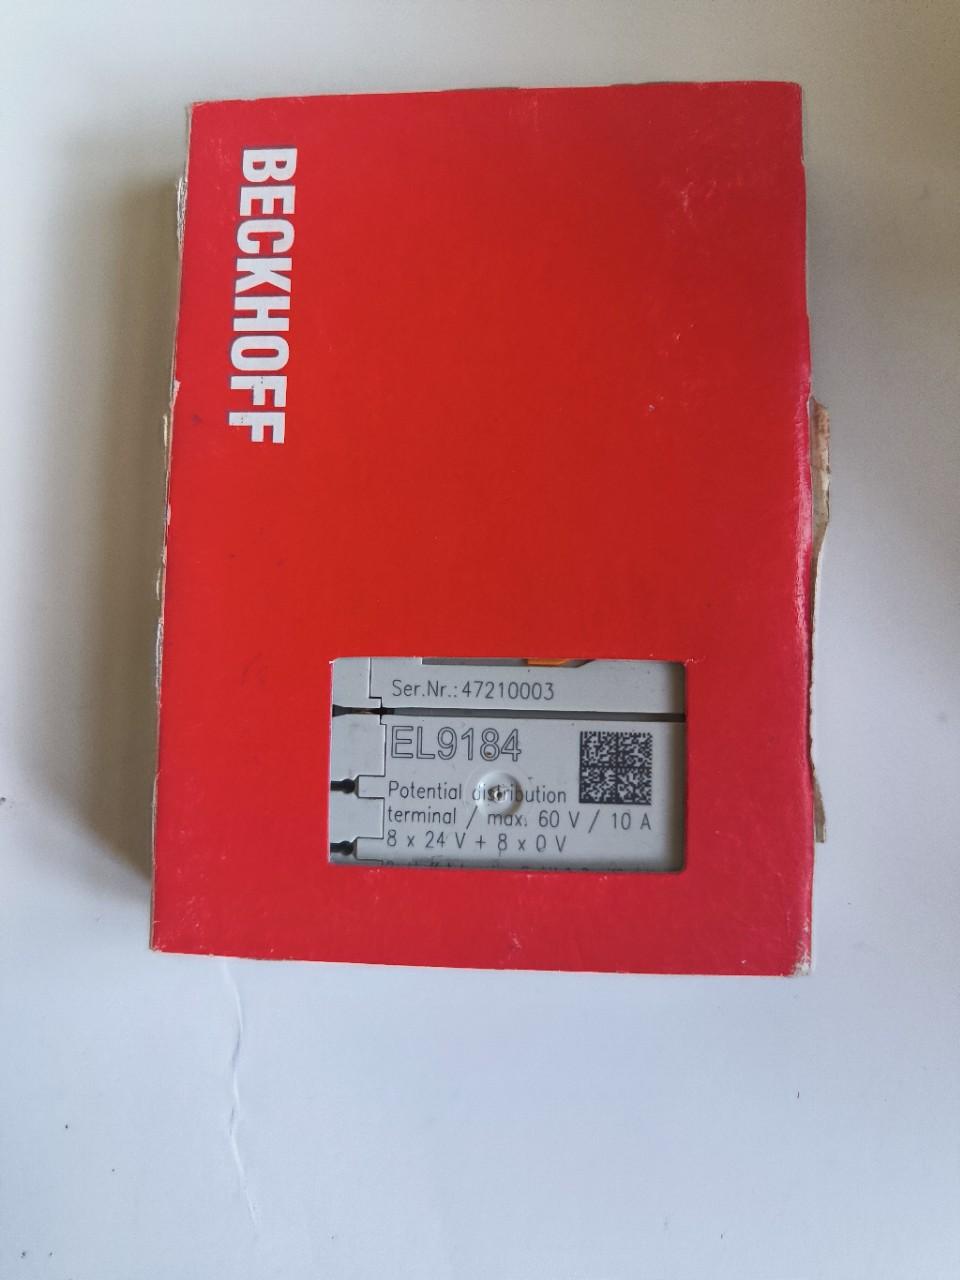 BECKHOFF
Ser.Nr.: 47210003
EL9184
Potential distribution
terminal / max. 60 V / 10 A
8 x 24 V + 8 x 0 V